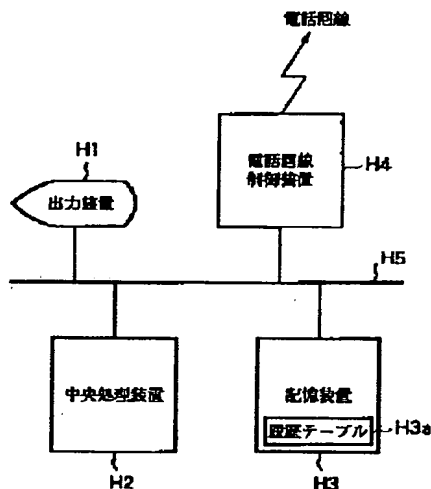 電話回線
H1
出力装置
電話回線
制御装置
H4
H5
中央処理装置
記憶装置
履歴テーブル
H3a
H2
H3